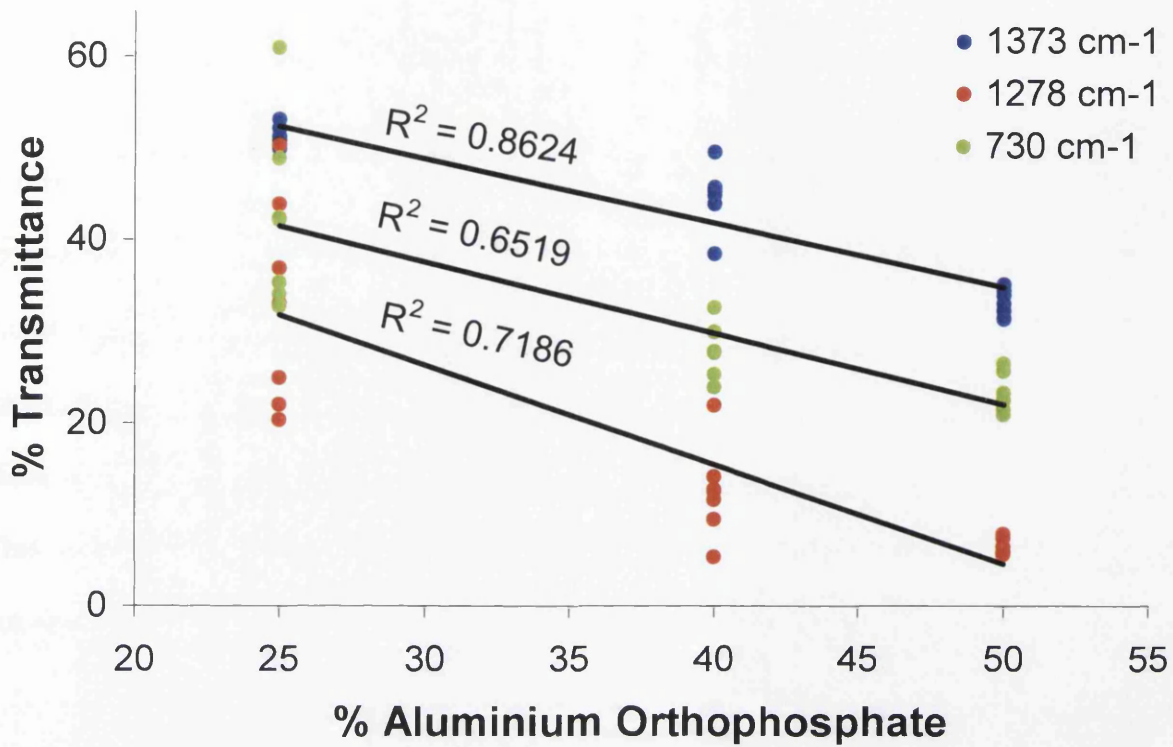 60
40
20
0
% Transmittance
1373 cm-1
1278 cm-1
730 cm-1
R² = 0.8624
R² = 0.6519
R² = 0.7186
20 25 30 35 40 45 50 55
% Aluminium Orthophosphate